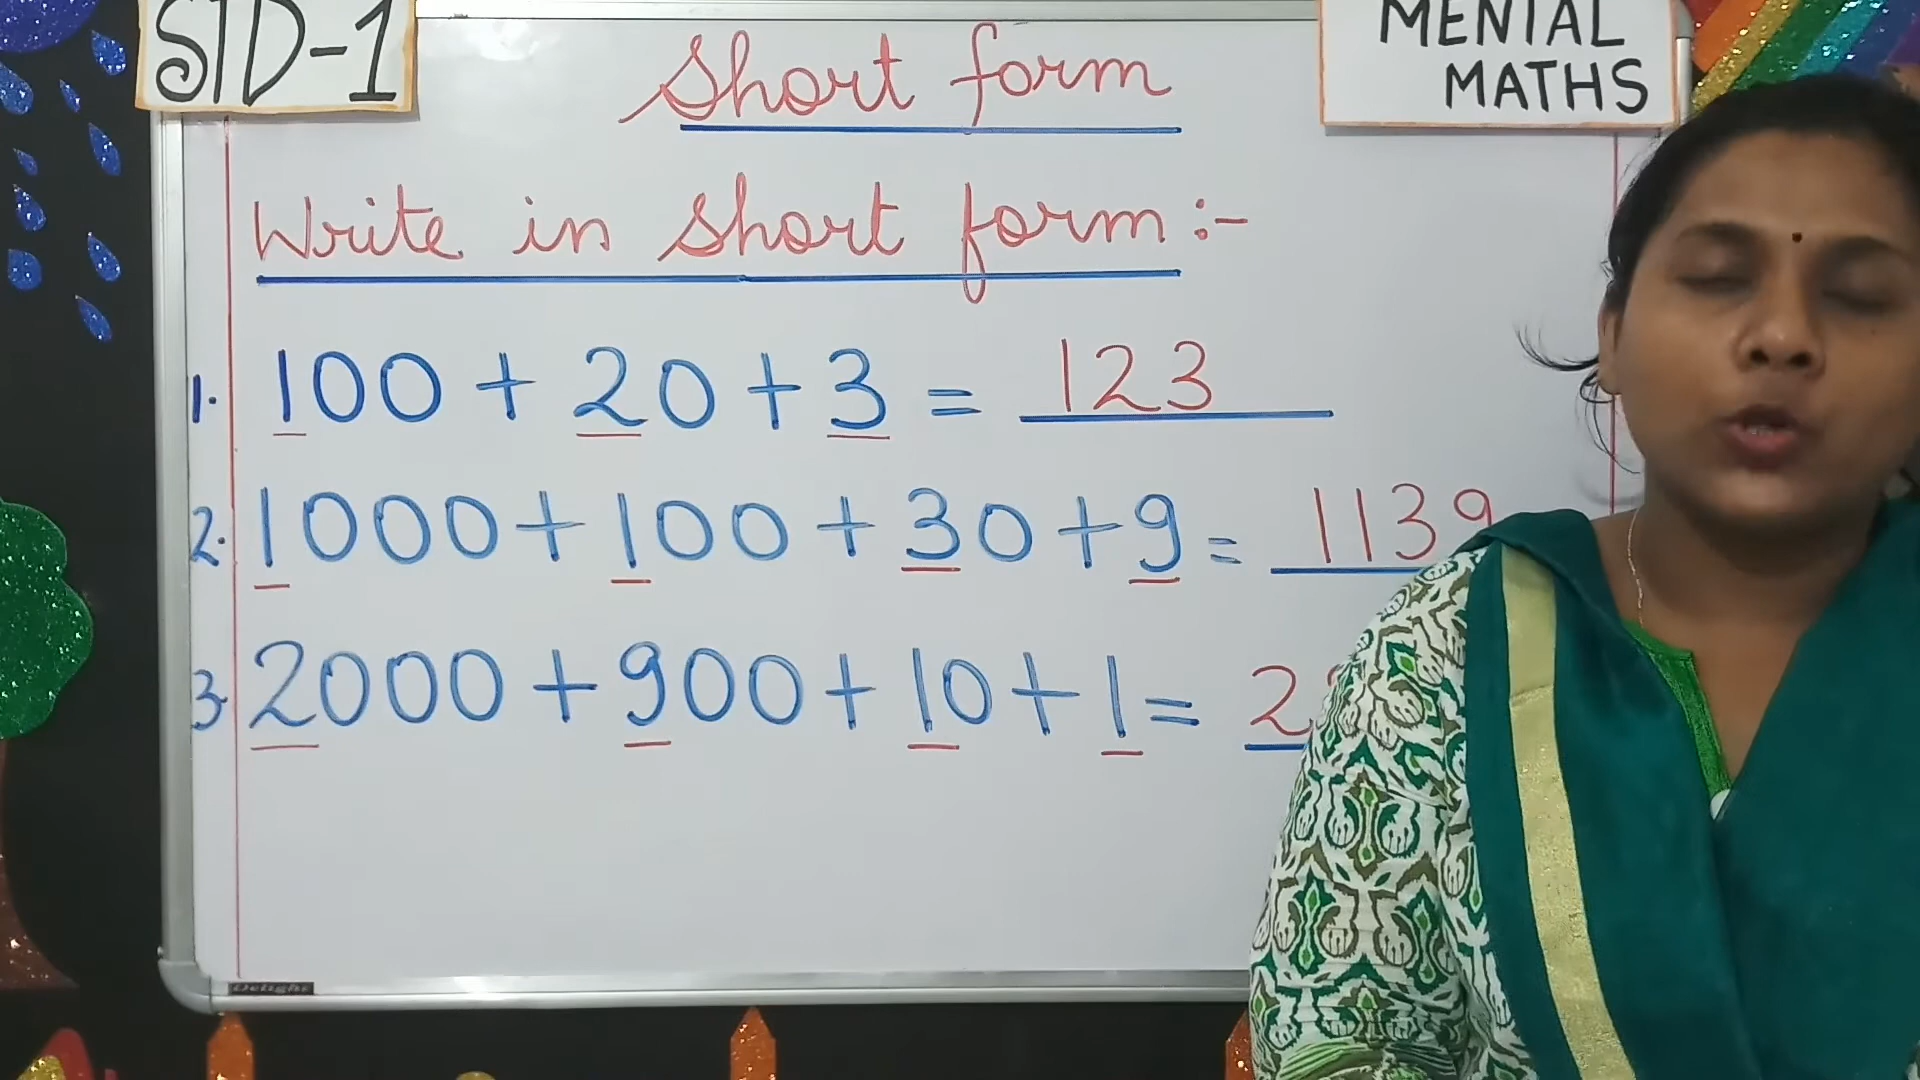 STD-1
MENTAL
MATHS
Short form
Write in short form:-
1. 100 + 20 + 3 = 123
2. 1000 + 100 + 30 + 9 = 1139
3. 2000 + 900 + 10 + 1 = 2
Delight